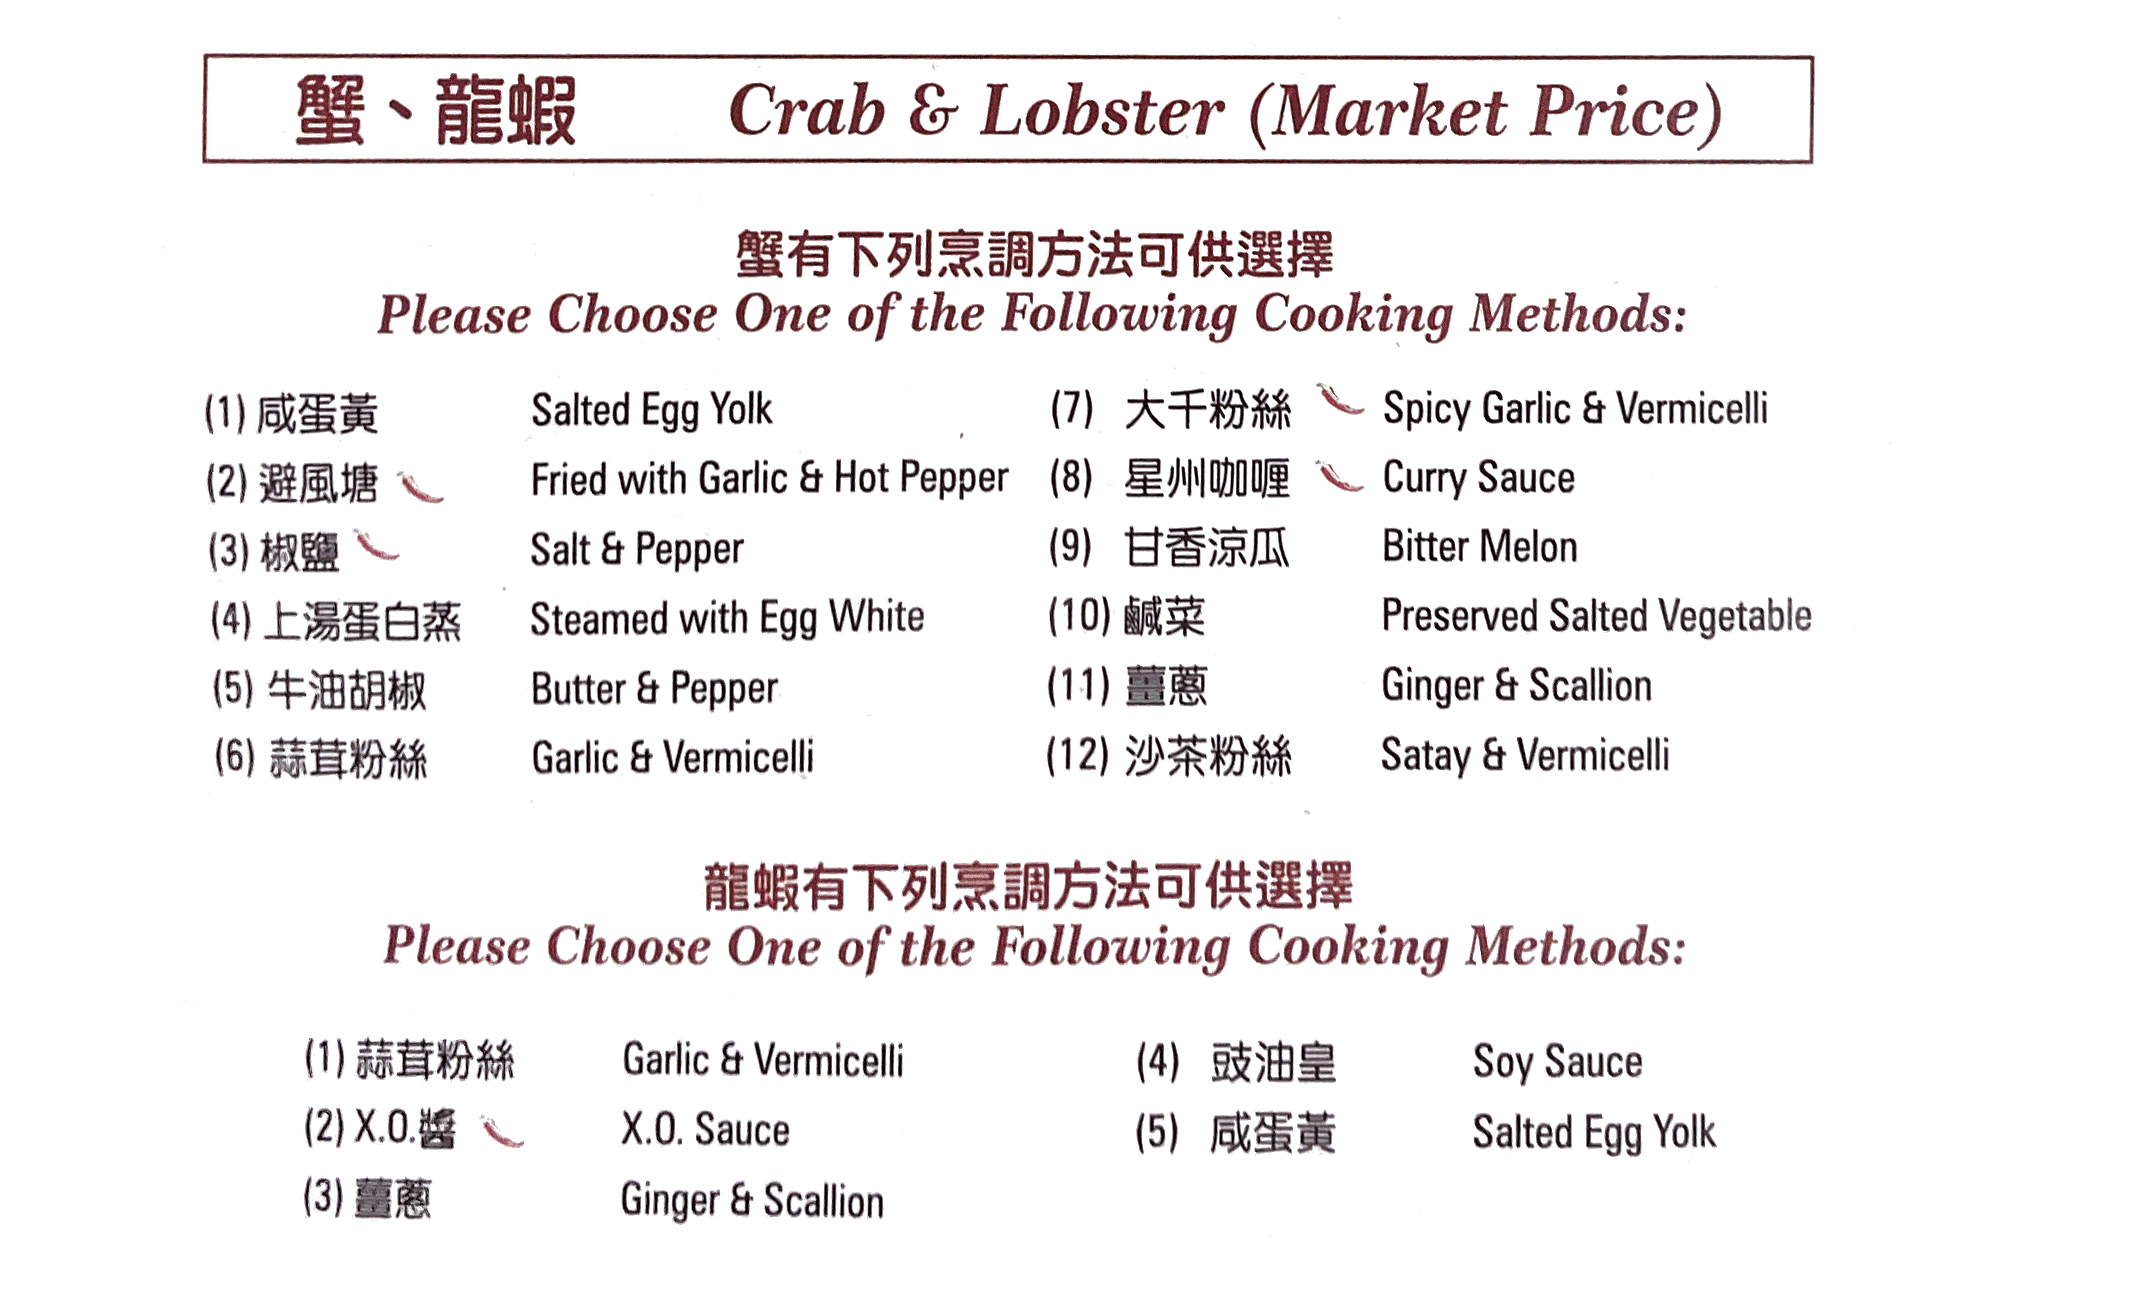 蟹、龍蝦 Crab & Lobster (Market Price)
蟹有下列烹調方法可供選擇
Please Choose One of the Following Cooking Methods:
(1) 咸蛋黃 Salted Egg Yolk
(2) 避風塘 Fried with Garlic & Hot Pepper
(3) 椒鹽 Salt & Pepper
(4) 上湯蛋白蒸 Steamed with Egg White
(5) 牛油胡椒 Butter & Pepper
(6) 蒜茸粉絲 Garlic & Vermicelli
(7) 大千粉絲 Spicy Garlic & Vermicelli
(8) 星州咖喱 Curry Sauce
(9) 甘香涼瓜 Bitter Melon
(10) 鹹菜 Preserved Salted Vegetable
(11) 薑蔥 Ginger & Scallion
(12) 沙茶粉絲 Satay & Vermicelli
龍蝦有下列烹調方法可供選擇
Please Choose One of the Following Cooking Methods:
(1) 蒜茸粉絲 Garlic & Vermicelli
(2) X.O.醬 X.O. Sauce
(3) 薑蔥 Ginger & Scallion
(4) 豉油皇 Soy Sauce
(5) 咸蛋黃 Salted Egg Yolk